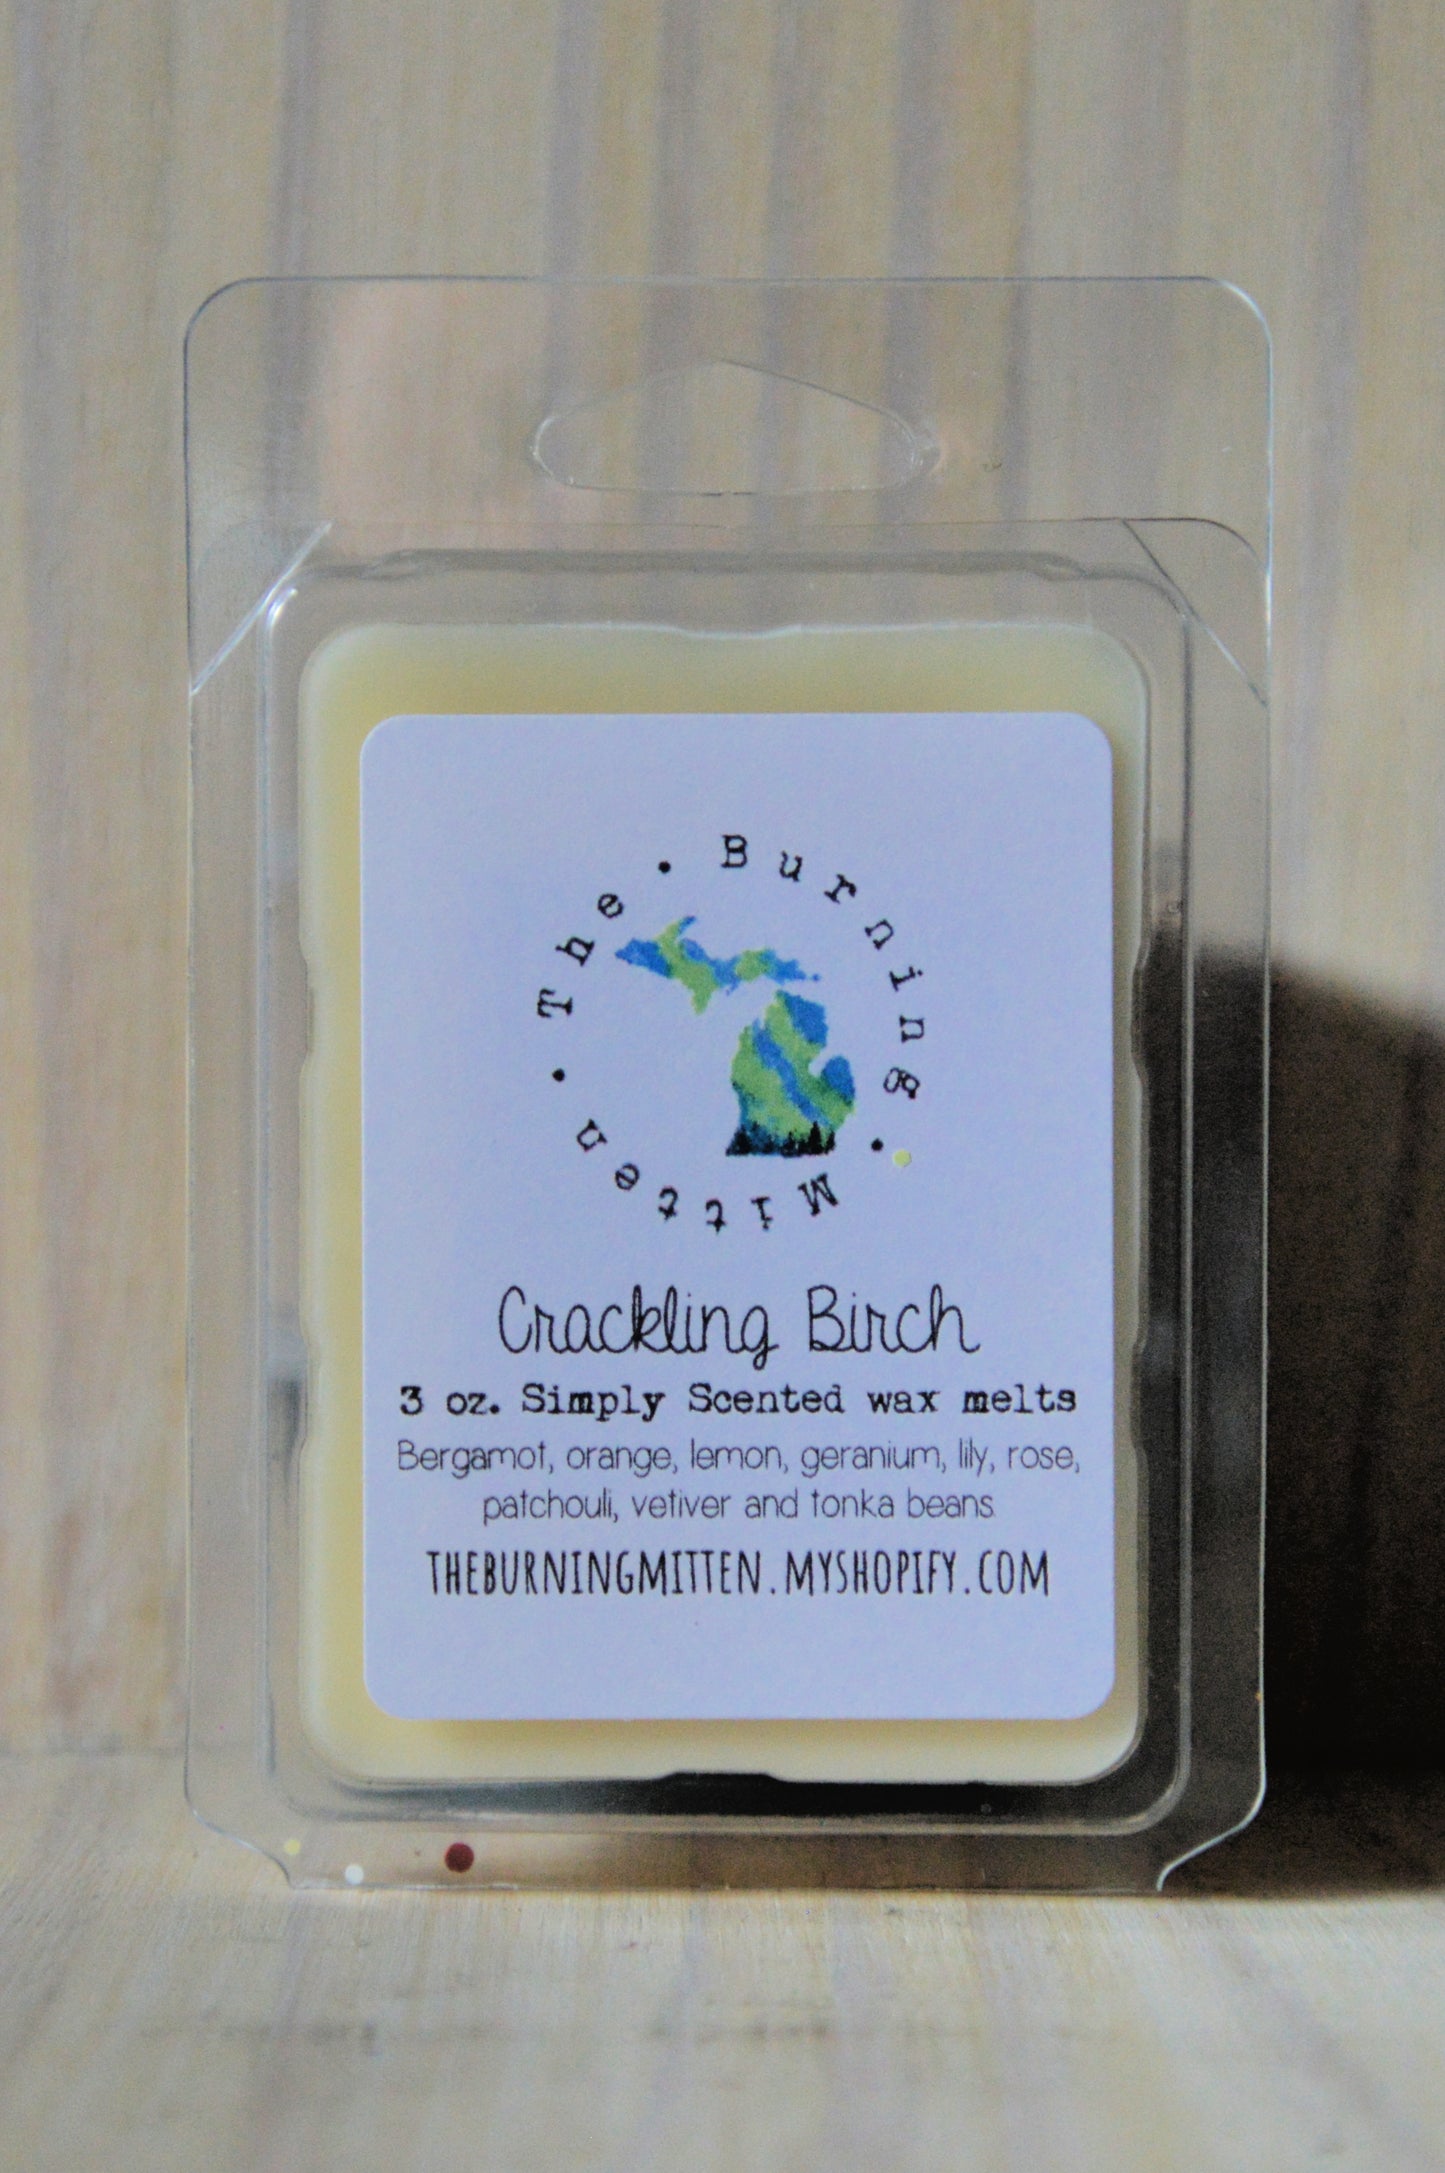 The • Burning • Mitten •
Crackling Birch
3 oz. Simply Scented wax melts
Bergamot, orange, lemon, geranium, lily, rose,
patchouli, vetiver and tonka beans
THEBURNINGMITTEN.MYSHOPIFY.COM